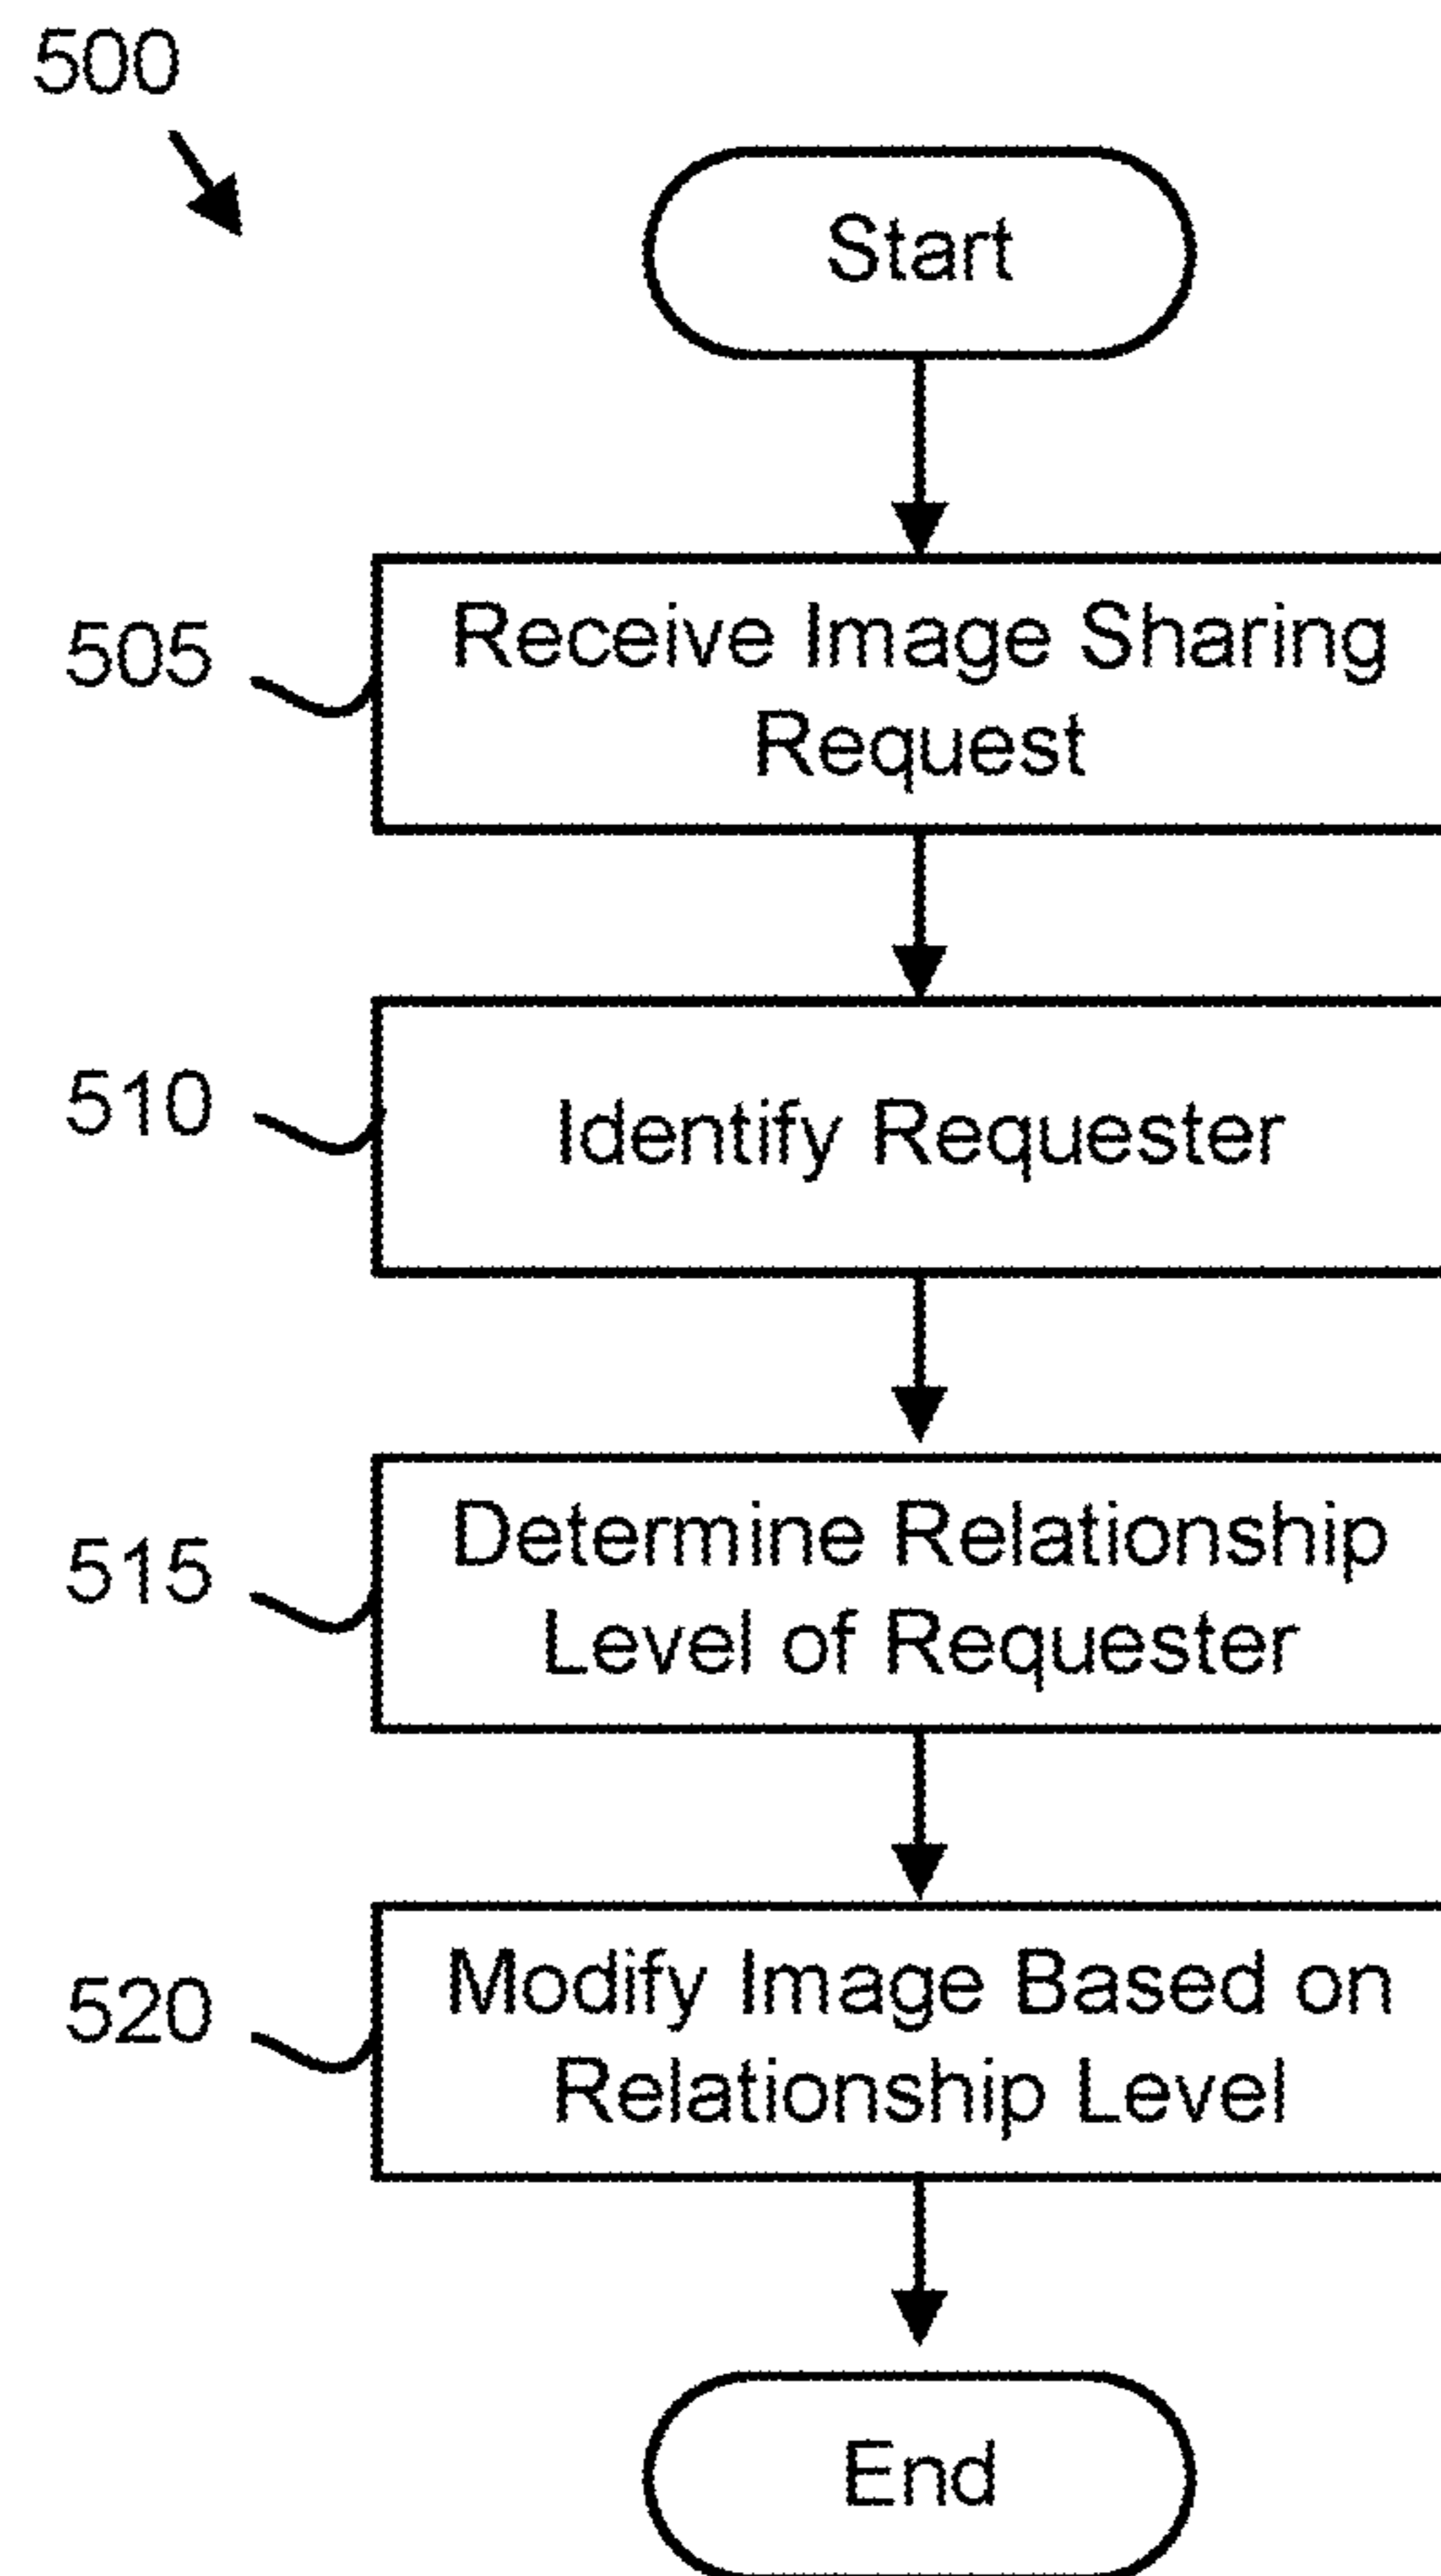 500
Start
505
Receive Image Sharing
Request
510
Identify Requester
515
Determine Relationship
Level of Requester
520
Modify Image Based on
Relationship Level
End